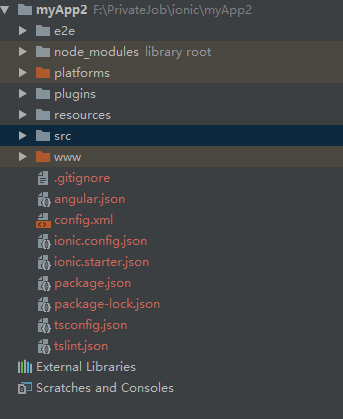 myApp2 F:\PrivateJob\ionic\myApp2
e2e
node_modules library root
platforms
plugins
resources
src
www
.gitignore
angular.json
config.xml
ionic.config.json
ionic.starter.json
package.json
package-lock.json
tsconfig.json
tslint.json
External Libraries
Scratches and Consoles